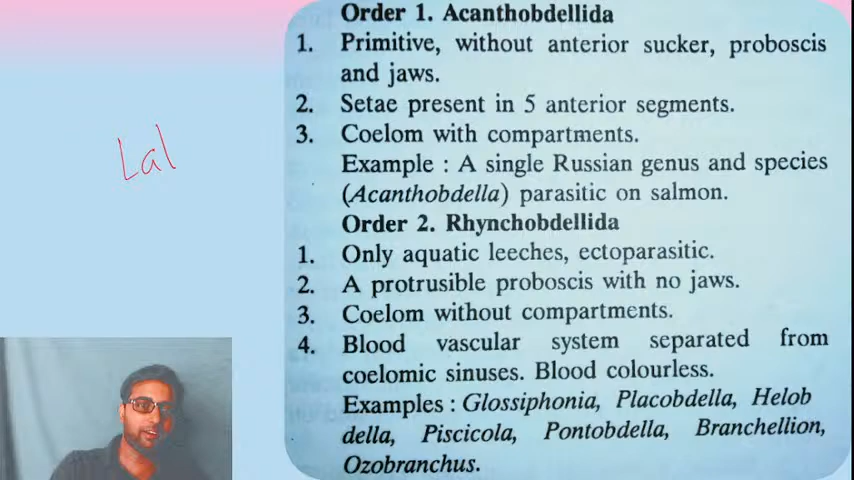 Order 1. Acanthobdellida
1. Primitive, without anterior sucker, proboscis
and jaws.
2. Setae present in 5 anterior segments.
3. Coelom with compartments.
Example : A single Russian genus and species
(Acanthobdella) parasitic on salmon.
Order 2. Rhynchobdellida
1. Only aquatic leeches, ectoparasitic.
2. A protrusible proboscis with no jaws.
3. Coelom without compartments.
4. Blood vascular system separated from
coelomic sinuses. Blood colourless.
Examples : Glossiphonia, Placobdella, Helob
della, Piscicola, Pontobdella, Branchellion,
Ozobranchus.
Lal